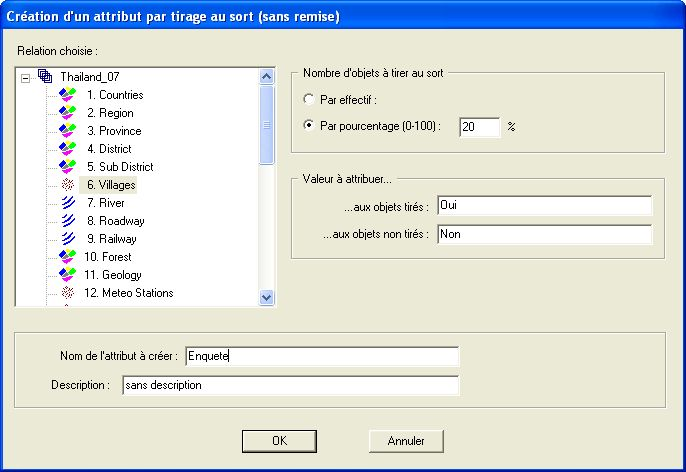 Création d'un attribut par tirage au sort (sans remise)
Relation choisie :
Thailand_07
1. Countries
2. Region
3. Province
4. District
5. Sub District
6. Villages
7. River
8. Roadway
9. Railway
10. Forest
11. Geology
12. Meteo Stations
Nombre d'objets à tirer au sort
Par effectif :
Par pourcentage (0-100) : 20 %
Valeur à attribuer...
...aux objets tirés : Oui
...aux objets non tirés : Non
Nom de l'attribut à créer : Enquete
Description : sans description
OK
Annuler